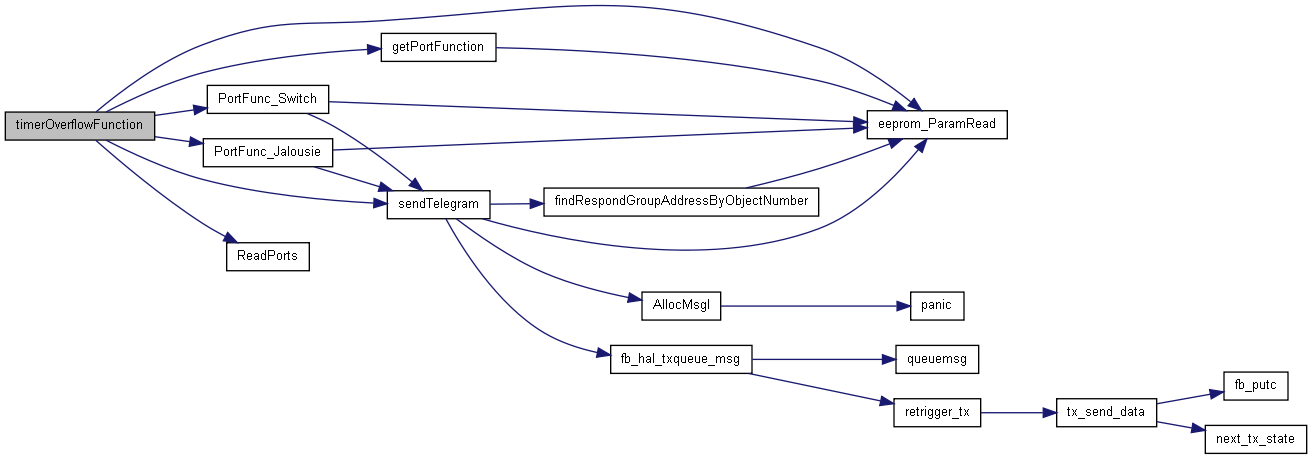 timerOverflowFunction
getPortFunction
PortFunc_Switch
PortFunc_Jalousie
sendTelegram
ReadPorts
eeprom_ParamRead
findRespondGroupAddressByObjectNumber
AllocMsgI
panic
fb_hal_txqueue_msg
queuemsg
retrigger_tx
tx_send_data
fb_putc
next_tx_state